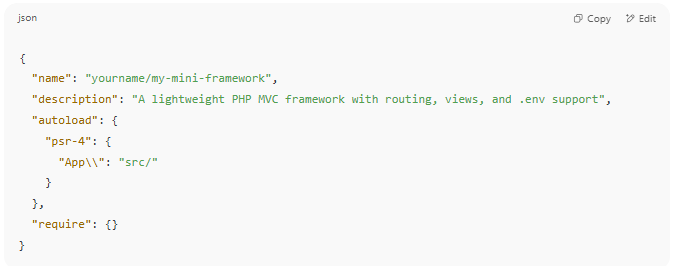 json
Copy
Edit
{
  "name": "yourname/my-mini-framework",
  "description": "A lightweight PHP MVC framework with routing, views, and .env support",
  "autoload": {
    "psr-4": {
      "App\\": "src/"
    }
  },
  "require": {}
}